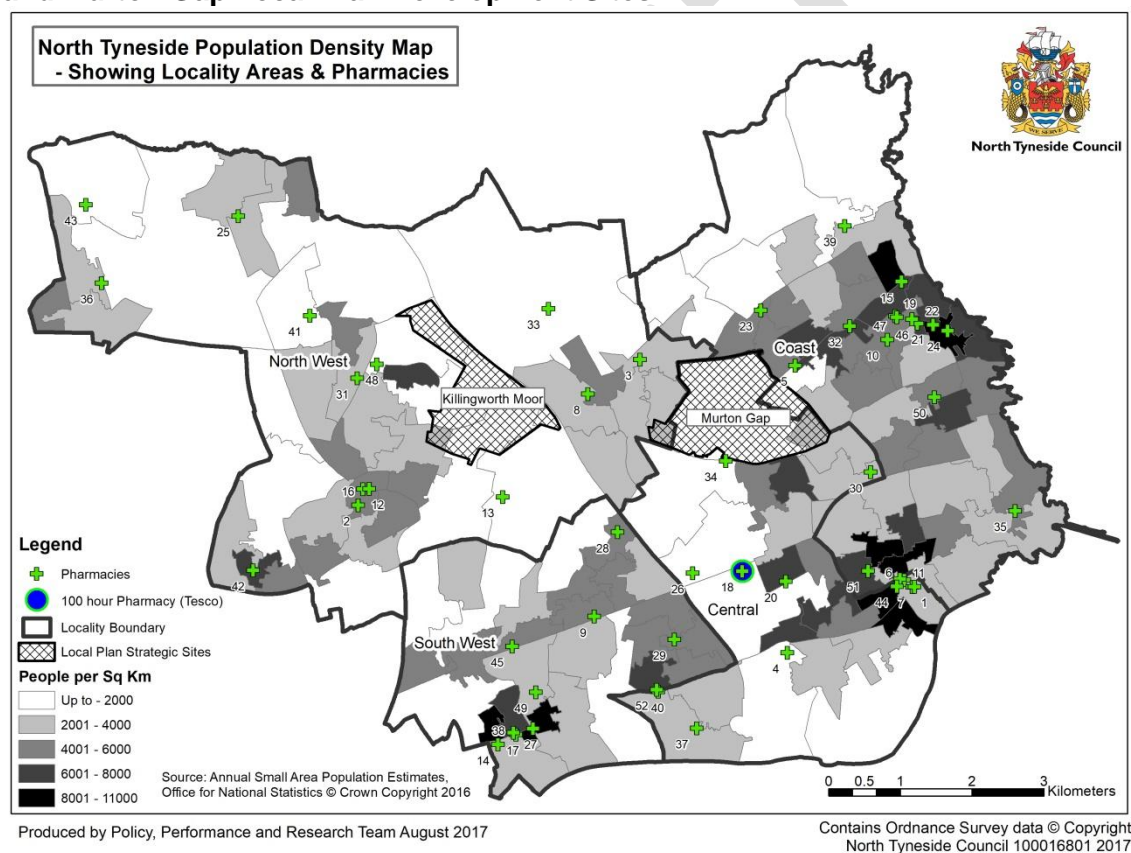 North Tyneside Population Density Map
- Showing Locality Areas & Pharmacies
WE SERVE
North Tyneside Council
43
25
36
41
33
39
15
19
22
47
46
21
24
23
32
10
North West
Coast
48
31
3
5
Killingworth Moor
8
Murton Gap
50
34
30
16
12
2
13
35
28
42
26
18
20
51
6
11
44
7
1
Central
9
South West
45
29
4
49
52
40
38
17
27
14
37
Legend
Pharmacies
100 hour Pharmacy (Tesco)
Locality Boundary
Local Plan Strategic Sites
People per Sq Km
Up to - 2000
2001 - 4000
4001 - 6000
6001 - 8000
8001 - 11000
Source: Annual Small Area Population Estimates,
Office for National Statistics © Crown Copyright 2016
0 0.5 1 2 3
Kilometers
Produced by Policy, Performance and Research Team August 2017
Contains Ordnance Survey data © Copyright
North Tyneside Council 100016801 2017